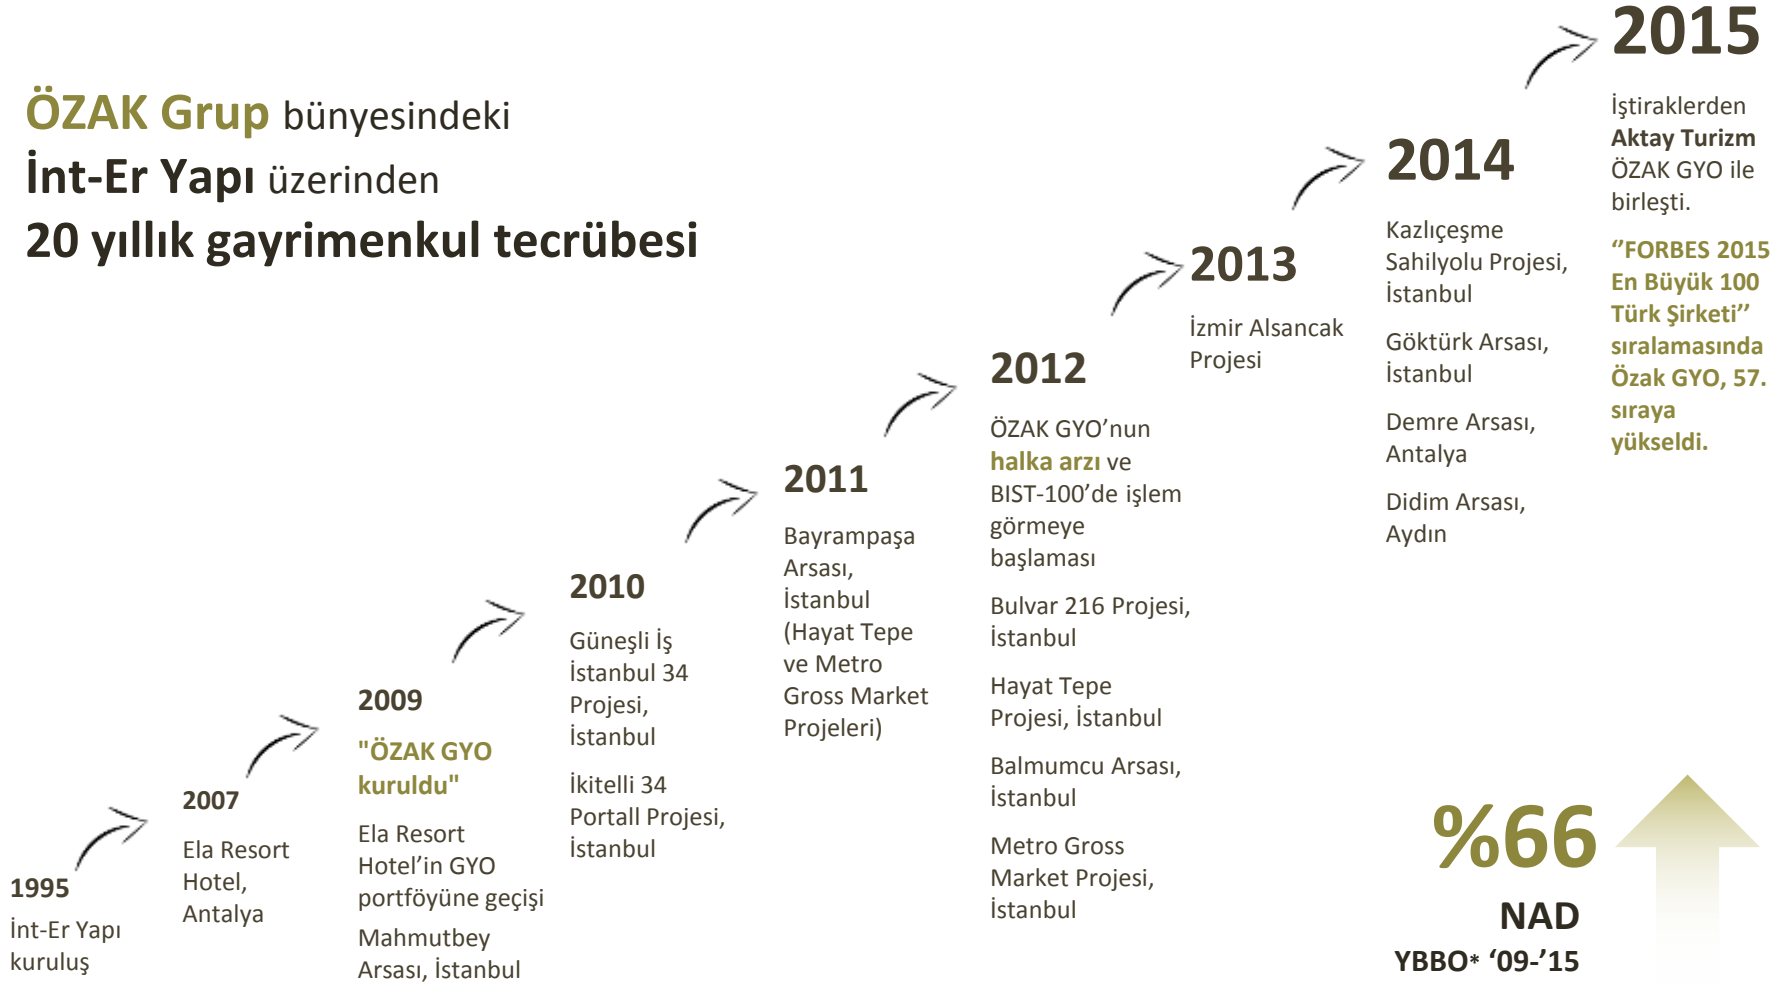 ÖZAK Grup bünyesindeki
İnt-Er Yapı üzerinden
20 yıllık gayrimenkul tecrübesi
1995
İnt-Er Yapı
kuruluş
2007
Ela Resort
Hotel,
Antalya
2009
"ÖZAK GYO
kuruldu"
Ela Resort
Hotel’in GYO
portföyüne geçişi
Mahmutbey
Arsası, İstanbul
2010
Güneşli İş
İstanbul 34
Projesi,
İstanbul
İkitelli 34
Portall Projesi,
İstanbul
2011
Bayrampaşa
Arsası,
İstanbul
(Hayat Tepe
ve Metro
Gross Market
Projeleri)
2012
ÖZAK GYO’nun
halka arzı ve
BIST-100’de işlem
görmeye
başlaması
Bulvar 216 Projesi,
İstanbul
Hayat Tepe
Projesi, İstanbul
Balmumcu Arsası,
İstanbul
Metro Gross
Market Projesi,
İstanbul
2013
İzmir Alsancak
Projesi
2014
Kazlıçeşme
Sahilyolu Projesi,
İstanbul
Göktürk Arsası,
İstanbul
Demre Arsası,
Antalya
Didim Arsası,
Aydın
2015
İştiraklerden
Aktay Turizm
ÖZAK GYO ile
birleşti.
‘’FORBES 2015
En Büyük 100
Türk Şirketi’’
sıralamasında
Özak GYO, 57.
sıraya
yükseldi.
%66
NAD
YBBO* ‘09-’15